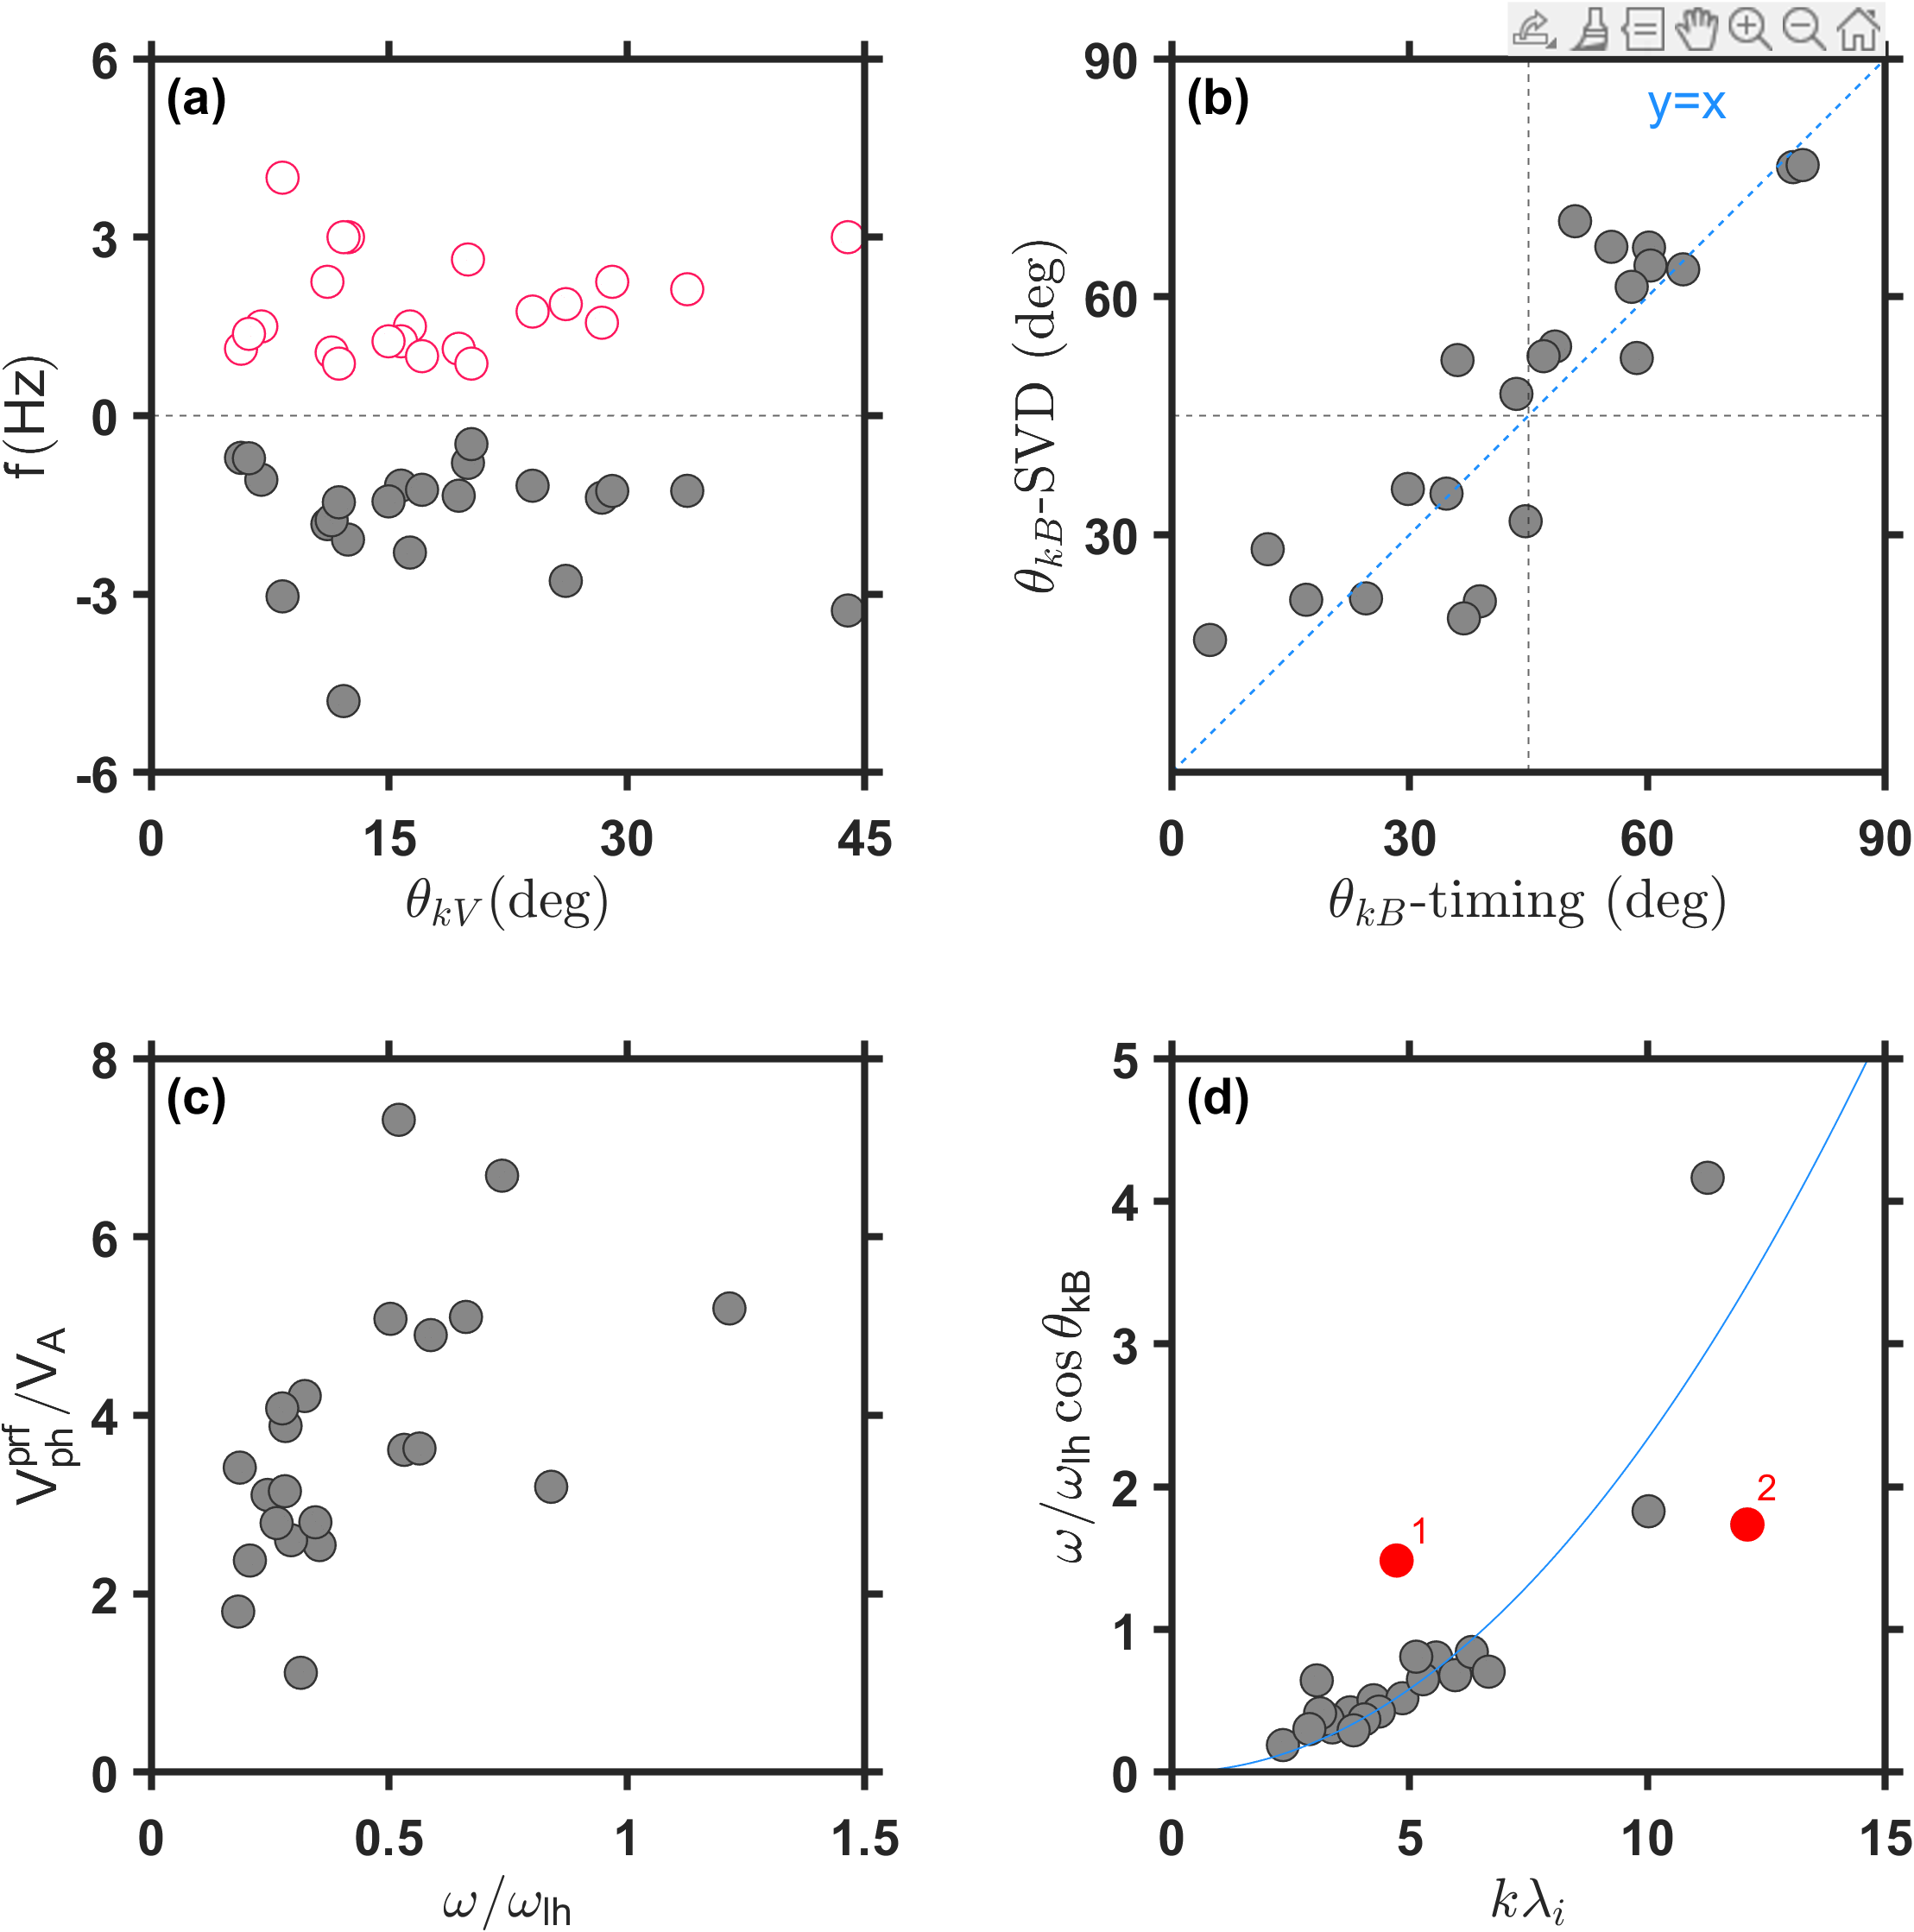 6
3
0
-3
-6
(a)
f (Hz)
0 15 30 45
θkV(deg)
90
60
30
(b)
y=x
θkB-SVD (deg)
0 30 60 90
θkB-timing (deg)
8
6
4
2
0
(c)
V prf ph /VA
0 0.5 1 1.5
ω/ωlh
5
4
3
2
1
0
(d)
1
2
ω/ωlh cos θkB
0 5 10 15
kλi